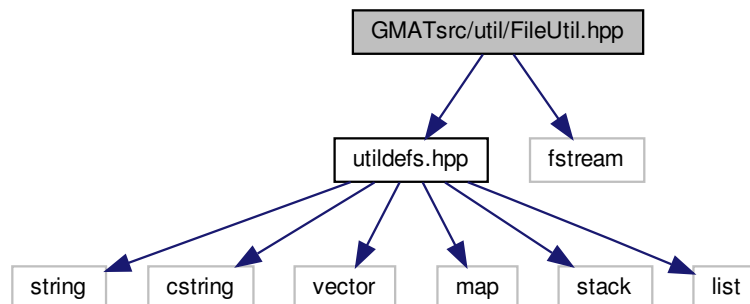 GMATsrc/util/FileUtil.hpp
utildefs.hpp
fstream
string
cstring
vector
map
stack
list